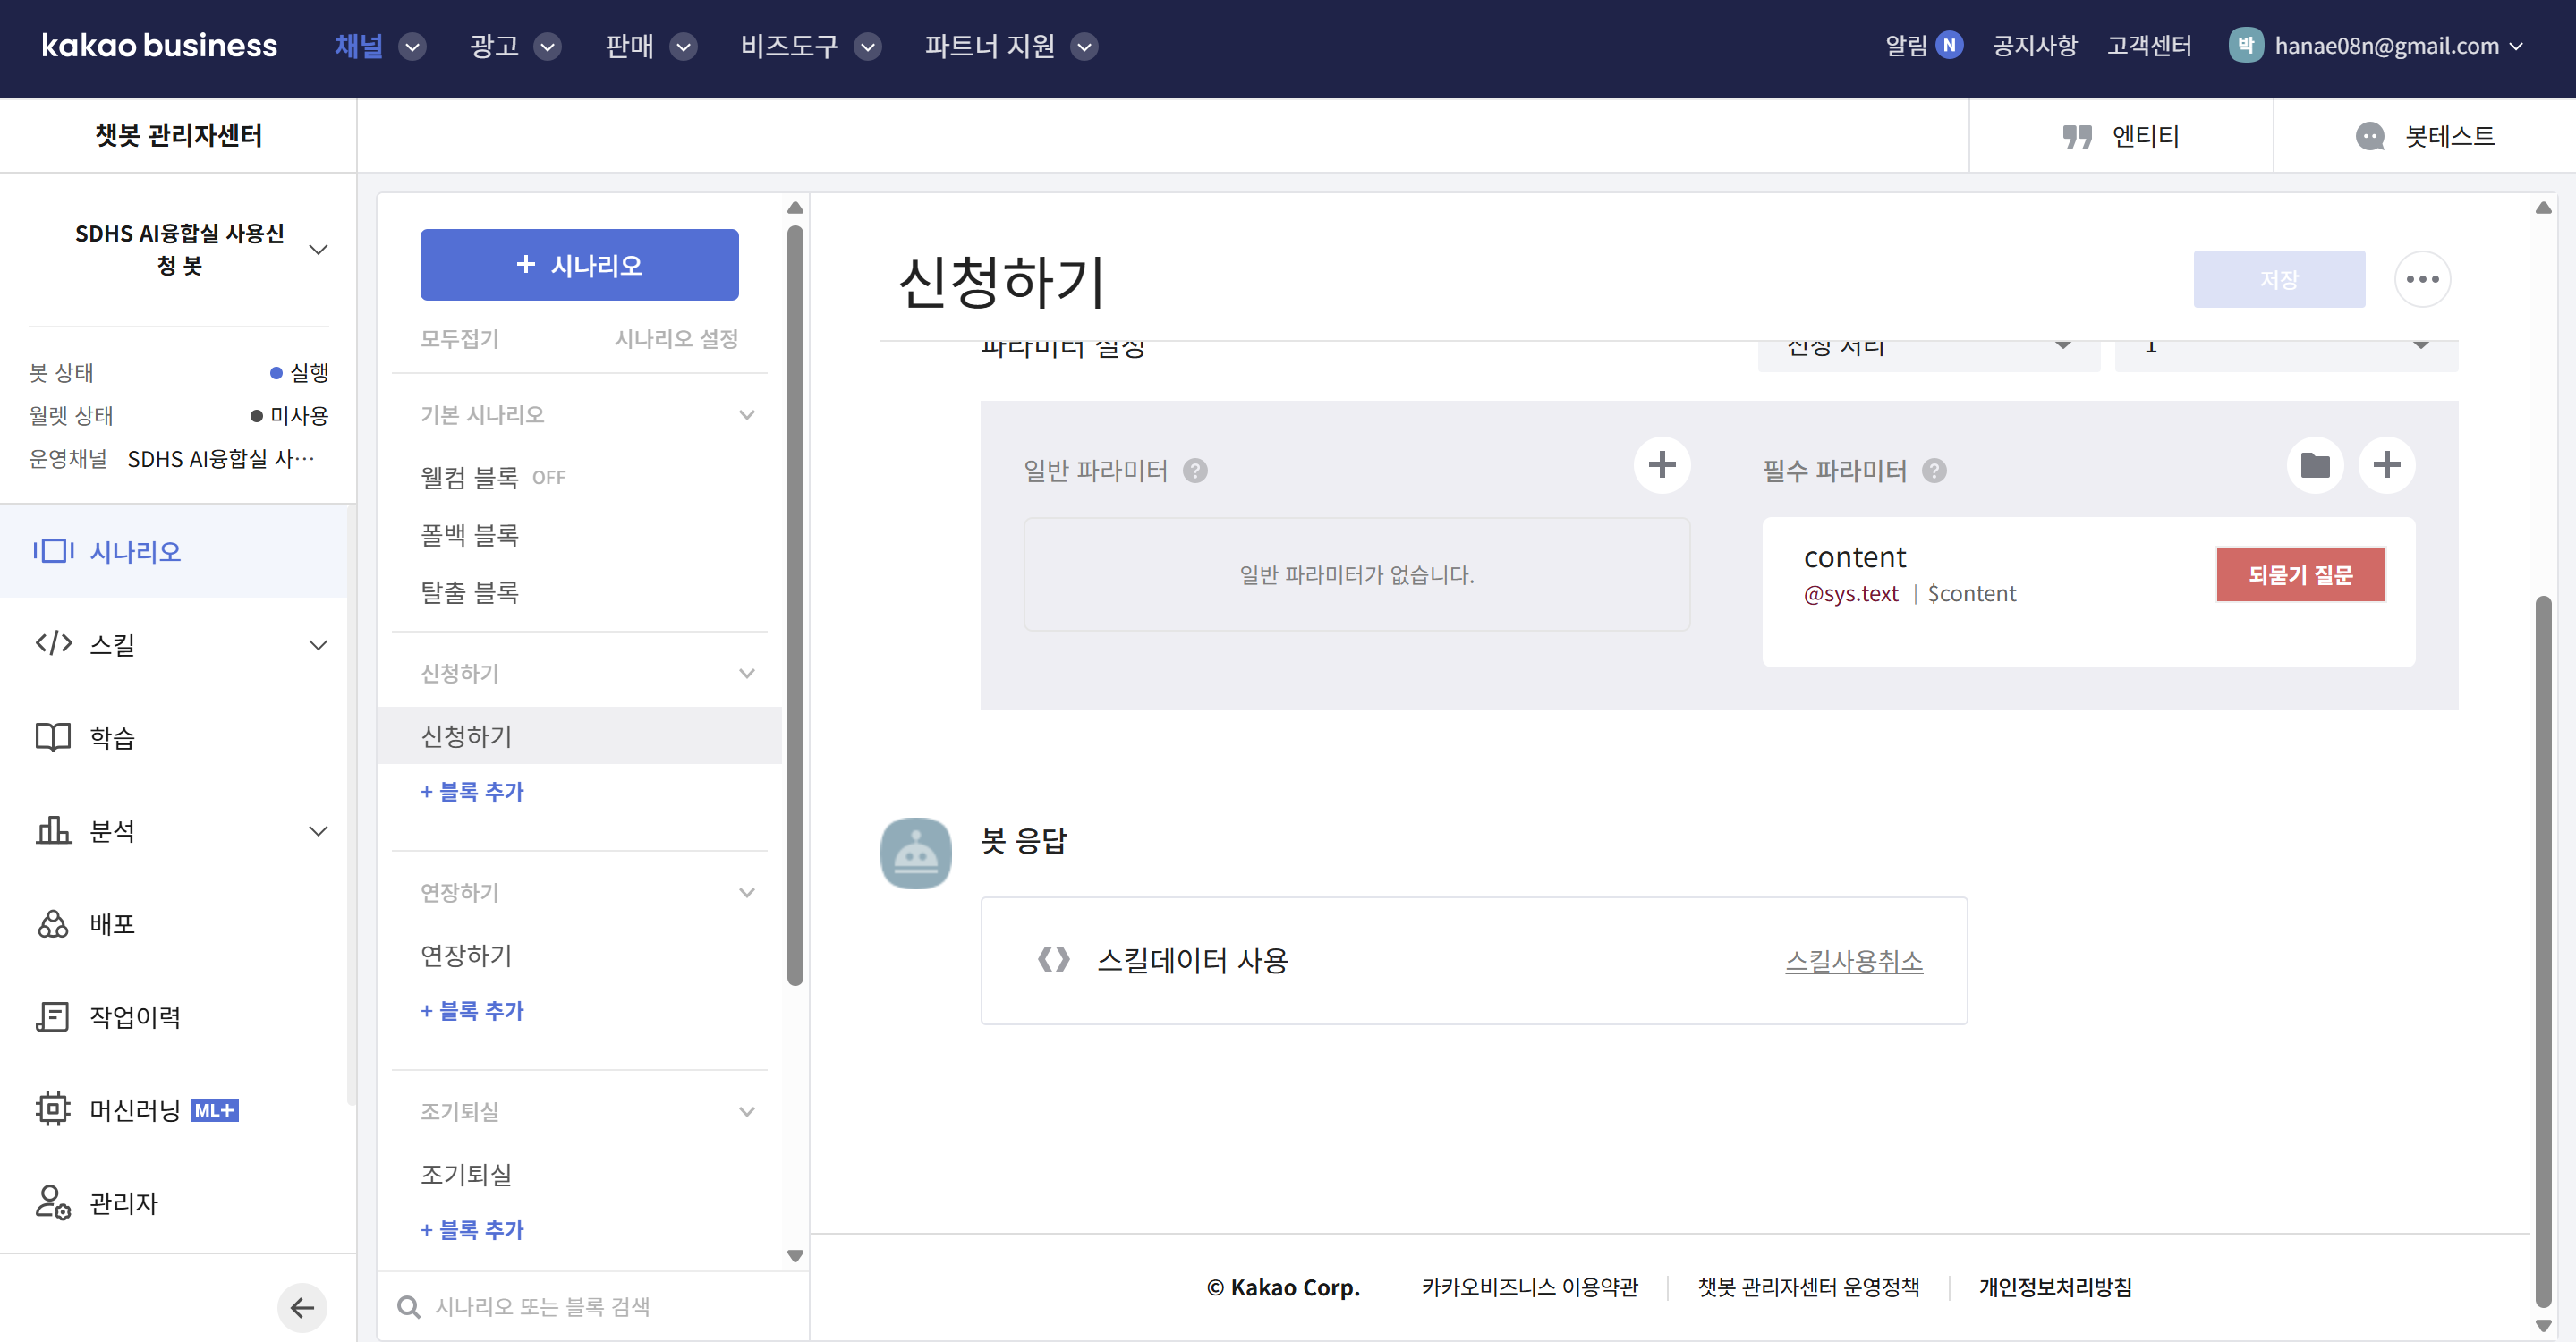 kakao business
채널
광고
판매
비즈도구
파트너 지원
알림 N
공지사항
고객센터
박 hanae08n@gmail.com
챗봇 관리자센터
엔티티
봇테스트
SDHS AI융합실 사용신
청 봇
봇 상태 실행
월렛 상태 미사용
운영채널 SDHS AI융합실 사…
시나리오
스킬
학습
분석
배포
작업이력
머신러닝 ML+
관리자
+ 시나리오
모두접기 시나리오 설정
기본 시나리오
웰컴 블록 OFF
폴백 블록
탈출 블록
신청하기
신청하기
+ 블록 추가
연장하기
연장하기
+ 블록 추가
조기퇴실
조기퇴실
+ 블록 추가
시나리오 또는 블록 검색
신청하기
저장
파라미터 설정
신청 처리
1
일반 파라미터 ?
일반 파라미터가 없습니다.
필수 파라미터 ?
content
@sys.text | $content
되묻기 질문
봇 응답
스킬데이터 사용
스킬사용취소
© Kakao Corp. 카카오비즈니스 이용약관 | 챗봇 관리자센터 운영정책 | 개인정보처리방침